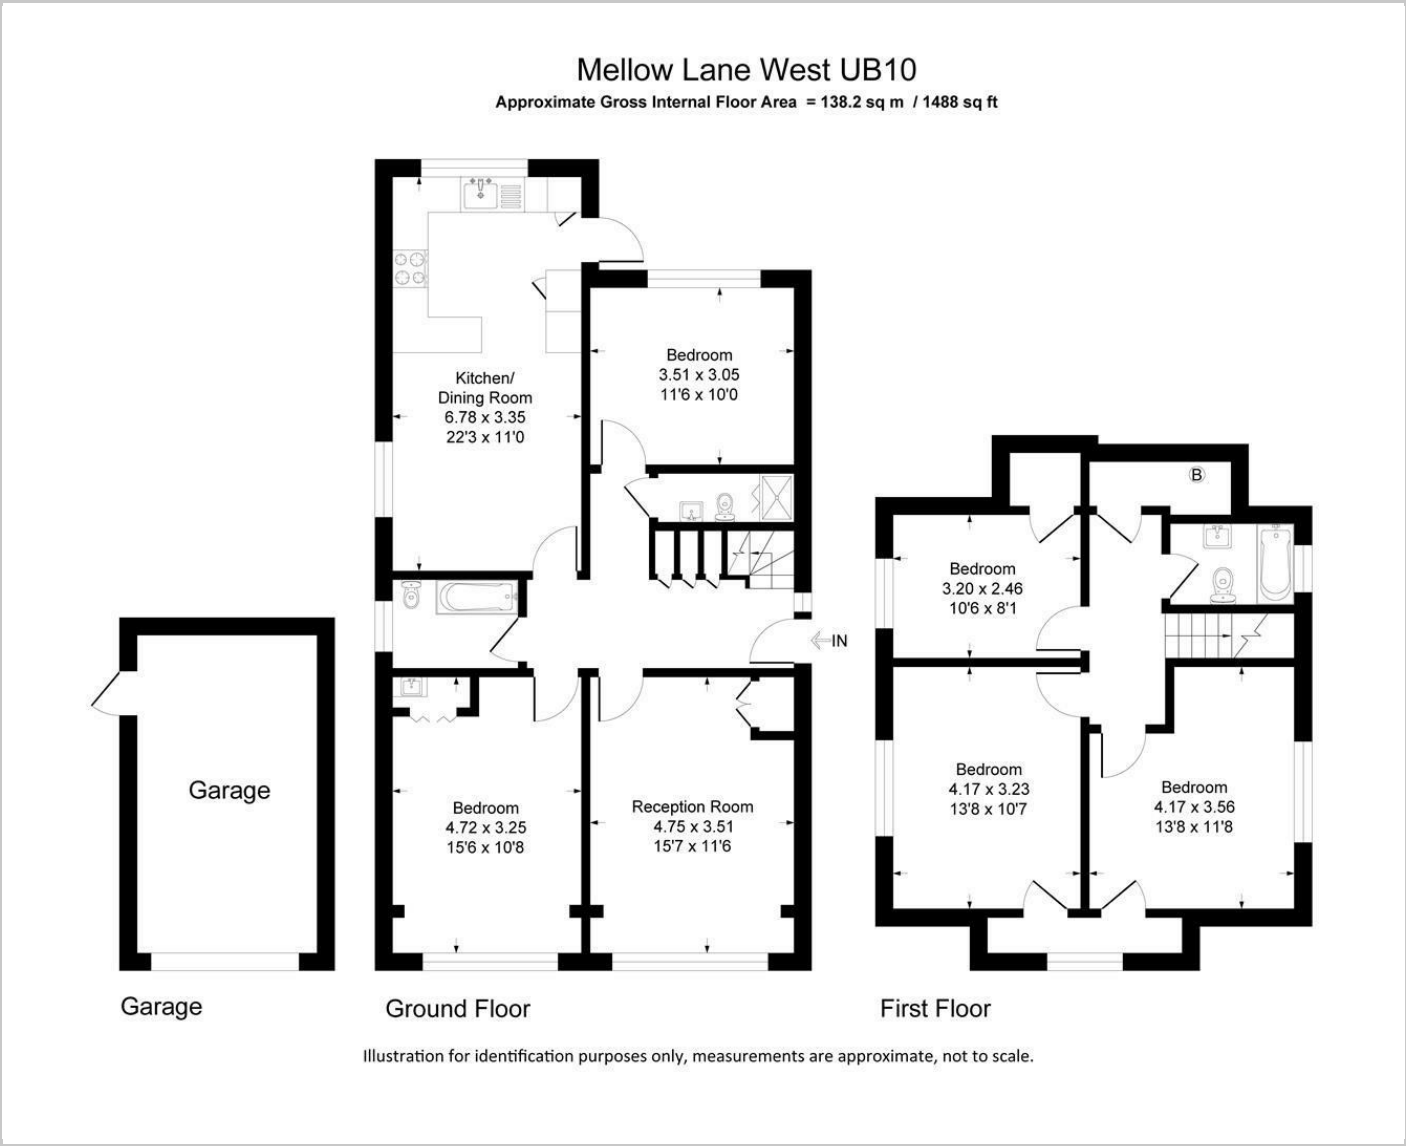 Mellow Lane West UB10
Approximate Gross Internal Floor Area = 138.2 sq m / 1488 sq ft
Kitchen/
Dining Room
6.78 x 3.35
22'3 x 11'0
Bedroom
3.51 x 3.05
11'6 x 10'0
IN
Bedroom
4.72 x 3.25
15'6 x 10'8
Reception Room
4.75 x 3.51
15'7 x 11'6
B
Bedroom
3.20 x 2.46
10'6 x 8'1
Bedroom
4.17 x 3.23
13'8 x 10'7
Bedroom
4.17 x 3.56
13'8 x 11'8
Garage
Garage
Ground Floor
First Floor
Illustration for identification purposes only, measurements are approximate, not to scale.